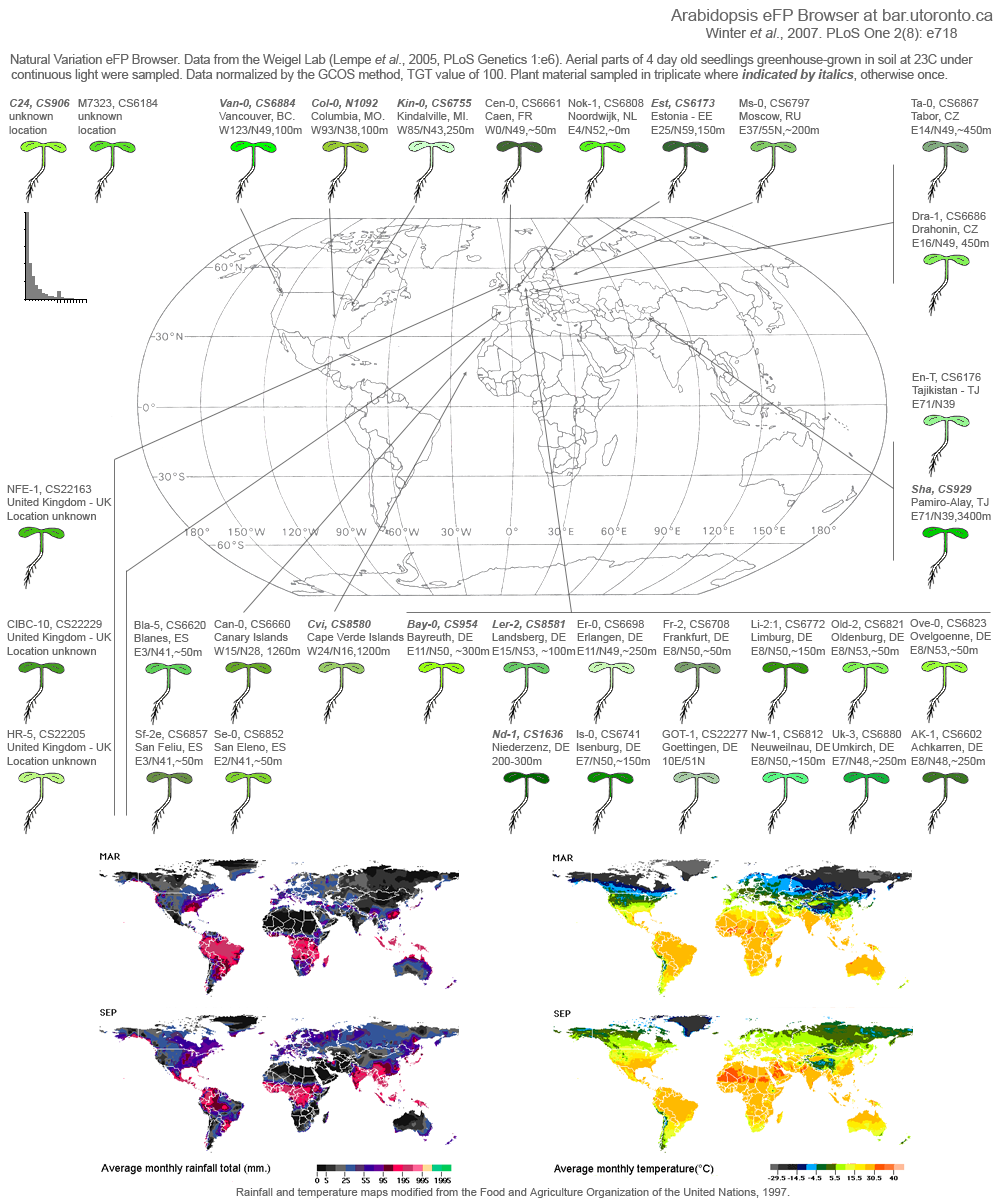 Arabidopsis eFP Browser at bar.utoronto.ca
Winter et al., 2007. PLoS One 2(8): e718
Natural Variation eFP Browser. Data from the Weigel Lab (Lempe et al., 2005, PLoS Genetics 1:e6). Aerial parts of 4 day old seedlings greenhouse-grown in soil at 23C under
continuous light were sampled. Data normalized by the GCOS method, TGT value of 100. Plant material sampled in triplicate where indicated by italics, otherwise once.
C24, CS906
unknown
location
M7323, CS6184
unknown
location
Van-0, CS6884
Vancouver, BC.
W123/N49,100m
Col-0, N1092
Columbia, MO.
W93/N38,100m
Kin-0, CS6755
Kindalville, MI.
W85/N43,250m
Cen-0, CS6661
Caen, FR
W0/N49,~50m
Nok-1, CS6808
Noordwijk, NL
E4/N52,~0m
Est, CS6173
Estonia - EE
E25/N59,150m
Ms-0, CS6797
Moscow, RU
E37/55N,~200m
Ta-0, CS6867
Tabor, CZ
E14/N49,~450m
Dra-1, CS6686
Drahonin, CZ
E16/N49, 450m
60°N
30°N
0°
30°S
60°S
180°
120°W
90°W
60°W
0°
30°E
60°E
90°E
120°E
150°E
180°
En-T, CS6176
Tajikistan - TJ
E71/N39
Sha, CS929
Pamiro-Alay, TJ
E71/N39,3400m
NFE-1, CS22163
United Kingdom - UK
Location unknown
CIBC-10, CS22229
United Kingdom - UK
Location unknown
Bla-5, CS6620
Blanes, ES
E3/N41,~50m
Can-0, CS6660
Canary Islands
W15/N28, 1260m
Cvi, CS8580
Cape Verde Islands
W24/N16,1200m
Bay-0, CS954
Bayreuth, DE
E11/N50, ~300m
Ler-2, CS8581
Landsberg, DE
E15/N53, ~100m
Er-0, CS6698
Erlangen, DE
E11/N49,~250m
Fr-2, CS6708
Frankfurt, DE
E8/N50,~50m
Li-2:1, CS6772
Limburg, DE
E8/N50,~150m
Old-2, CS6821
Oldenburg, DE
E8/N53,~50m
Ove-0, CS6823
Ovelgoenne, DE
E8/N53,~50m
HR-5, CS22205
United Kingdom - UK
Location unknown
Sf-2e, CS6857
San Feliu, ES
E3/N41,~50m
Se-0, CS6852
San Eleno, ES
E2/N41,~50m
Nd-1, CS1636
Niederzenz, DE
200-300m
Is-0, CS6741
Isenburg, DE
E7/N50,~150m
GOT-1, CS22277
Goettingen, DE
10E/51N
Nw-1, CS6812
Neuweilnau, DE
E8/N50,~150m
Uk-3, CS6880
Umkirch, DE
E7/N48,~250m
AK-1, CS6602
Achkarren, DE
E8/N48,~250m
MAR
MAR
SEP
SEP
Average monthly rainfall total (mm.)
0 5 25 55 95 195 995 1995
Average monthly temperature(°C)
-29.5 -14.5 -4.5 5.5 15.5 30.5 40
Rainfall and temperature maps modified from the Food and Agriculture Organization of the United Nations, 1997.